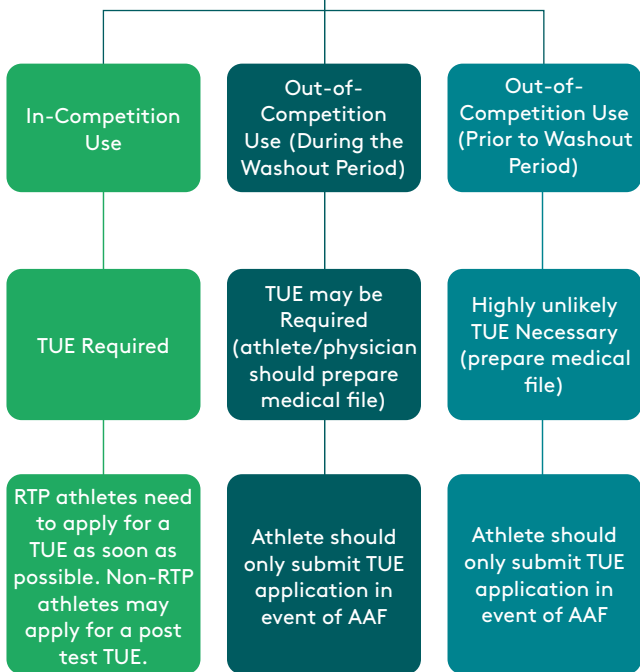 In-Competition
Use
Out-of-
Competition
Use (During the
Washout Period)
Out-of-
Competition Use
(Prior to Washout
Period)
TUE Required
TUE may be
Required
(athlete/physician
should prepare
medical file)
Highly unlikely
TUE Necessary
(prepare medical
file)
RTP athletes need
to apply for a
TUE as soon as
possible. Non-RTP
athletes may
apply for a post
test TUE.
Athlete should
only submit TUE
application in
event of AAF
Athlete should
only submit TUE
application in
event of AAF